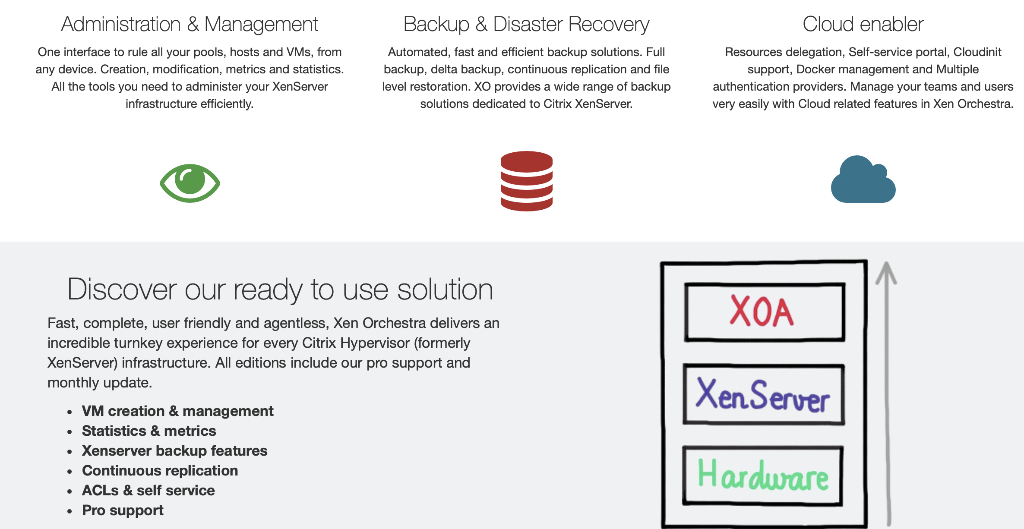 Administration & Management
One interface to rule all your pools, hosts and VMs, from
any device. Creation, modification, metrics and statistics.
All the tools you need to administer your XenServer
infrastructure efficiently.
Backup & Disaster Recovery
Automated, fast and efficient backup solutions. Full
backup, delta backup, continuous replication and file
level restoration. XO provides a wide range of backup
solutions dedicated to Citrix XenServer.
Cloud enabler
Resources delegation, Self-service portal, Cloudinit
support, Docker management and Multiple
authentication providers. Manage your teams and users
very easily with Cloud related features in Xen Orchestra.
Discover our ready to use solution
Fast, complete, user friendly and agentless, Xen Orchestra delivers an
incredible turnkey experience for every Citrix Hypervisor (formerly
XenServer) infrastructure. All editions include our pro support and
monthly update.
• VM creation & management
• Statistics & metrics
• Xenserver backup features
• Continuous replication
• ACLs & self service
• Pro support
XOA
XenServer
Hardware